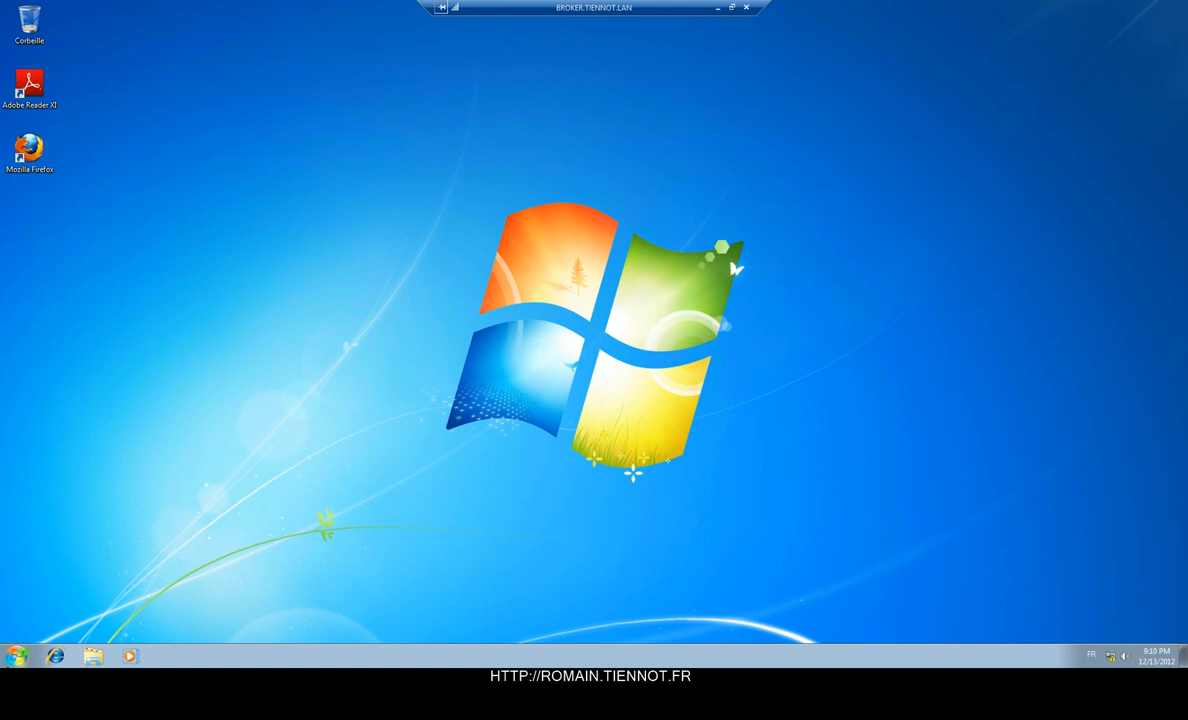 BROKER.TIENNOT.LAN
Corbeille
Adobe Reader XI
Mozilla Firefox
FR
9:10 PM
12/13/2012
HTTP://ROMAIN.TIENNOT.FR